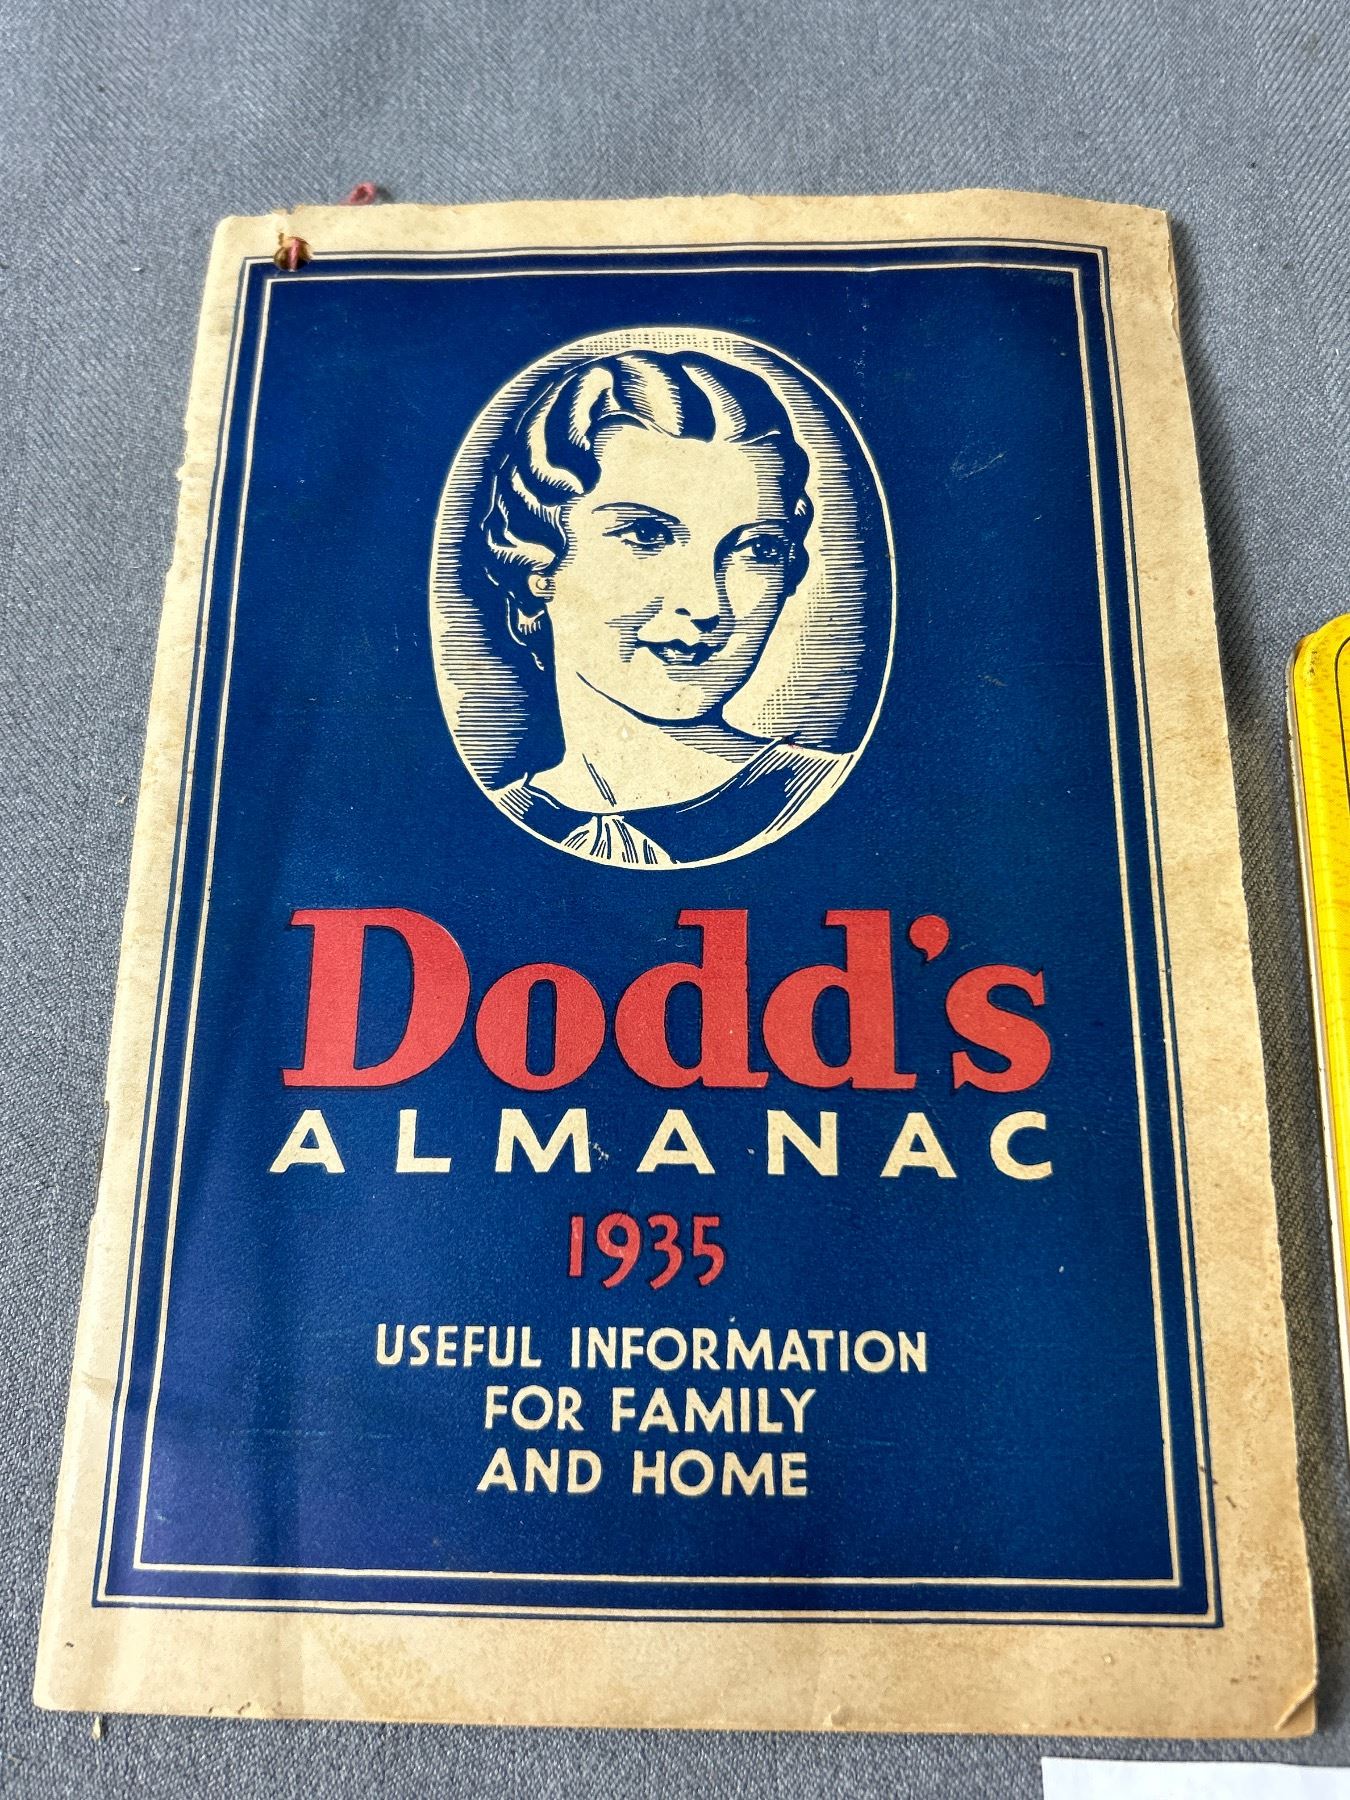 Dodd's
ALMANAC
1935
USEFUL INFORMATION
FOR FAMILY
AND HOME